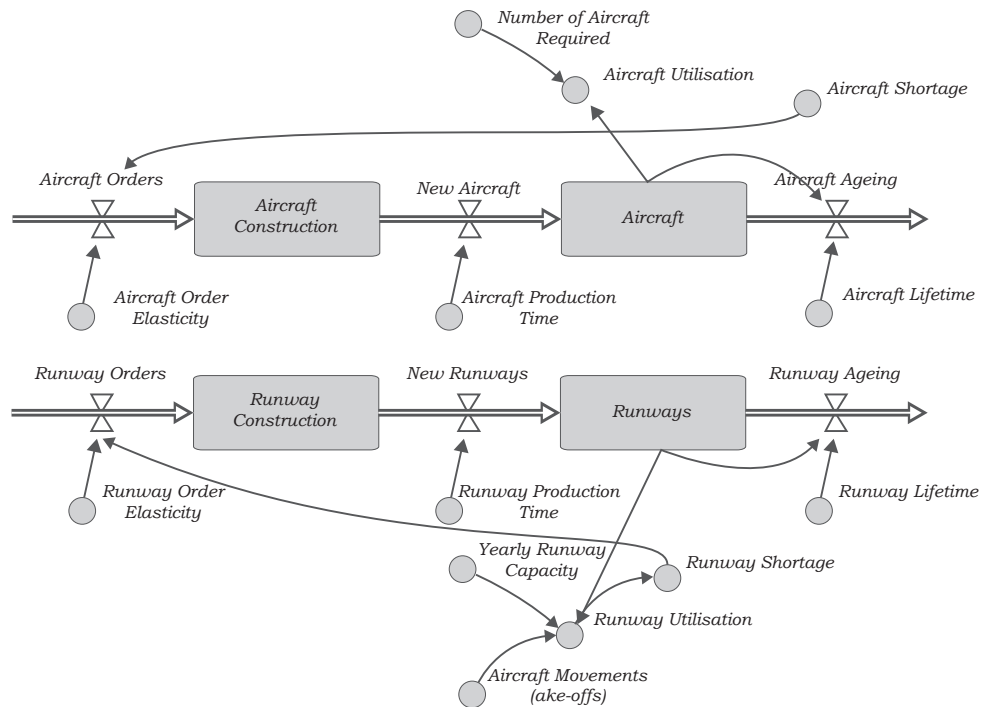 Number of Aircraft
Required
Aircraft Utilisation
Aircraft Shortage
Aircraft Orders
New Aircraft
Aircraft Ageing
Aircraft
Construction
Aircraft
Aircraft Order
Elasticity
Aircraft Production
Time
Aircraft Lifetime
Runway Orders
New Runways
Runway Ageing
Runway
Construction
Runways
Runway Order
Elasticity
Runway Production
Time
Runway Lifetime
Yearly Runway
Capacity
Runway Shortage
Runway Utilisation
Aircraft Movements
(ake-offs)